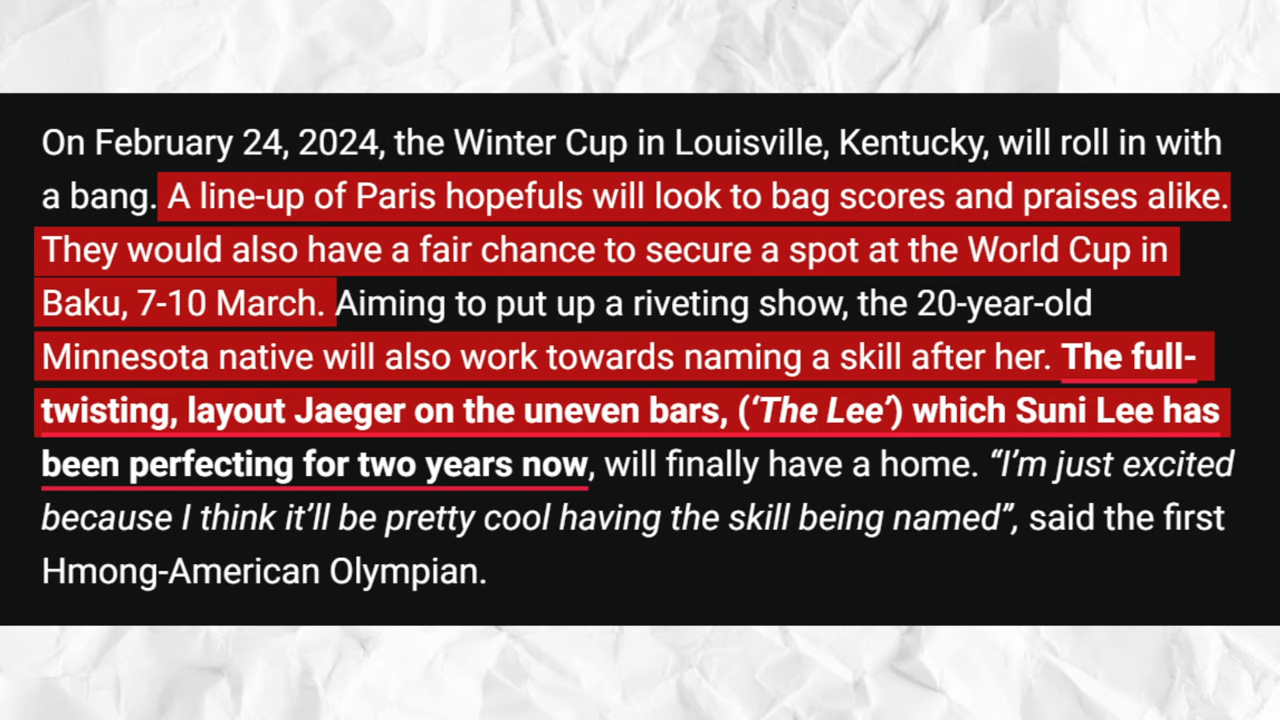 On February 24, 2024, the Winter Cup in Louisville, Kentucky, will roll in with
a bang. A line-up of Paris hopefuls will look to bag scores and praises alike.
They would also have a fair chance to secure a spot at the World Cup in
Baku, 7-10 March. Aiming to put up a riveting show, the 20-year-old
Minnesota native will also work towards naming a skill after her. The full-
twisting, layout Jaeger on the uneven bars, (‘The Lee’) which Suni Lee has
been perfecting for two years now, will finally have a home. “I’m just excited
because I think it’ll be pretty cool having the skill being named”, said the first
Hmong-American Olympian.